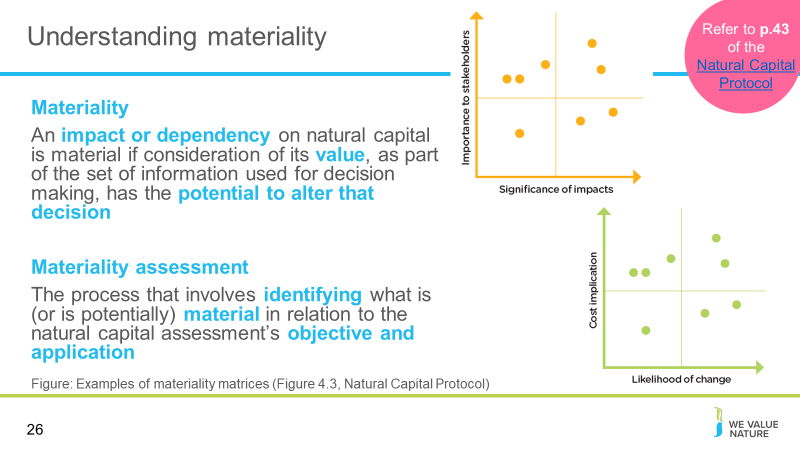 Understanding materiality
Refer to p.43
of the
Natural Capital
Protocol
Materiality
An impact or dependency on natural capital
is material if consideration of its value, as part
of the set of information used for decision
making, has the potential to alter that
decision
Materiality assessment
The process that involves identifying what is
(or is potentially) material in relation to the
natural capital assessment’s objective and
application
Importance to stakeholders
Significance of impacts
Cost implication
Likelihood of change
Figure: Examples of materiality matrices (Figure 4.3, Natural Capital Protocol)
26
WE VALUE
NATURE